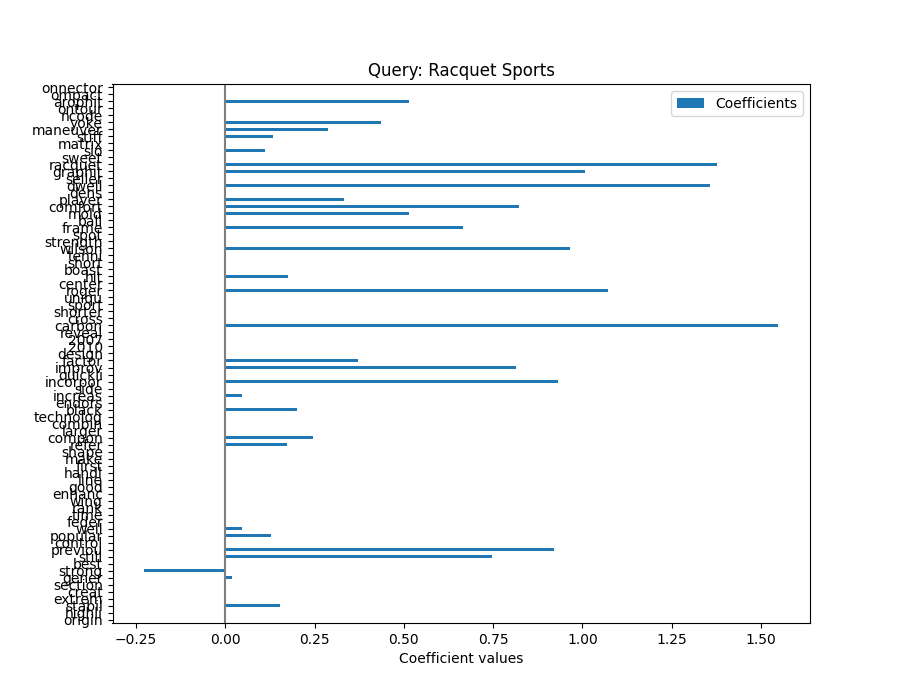 Query: Racquet Sports
Coefficients
onnector
ompact
arophit
ontour
ncode
yoke
maneuver
stiff
matrix
slo
sweet
racquet
graphit
seller
dwell
dens
player
comfort
mold
ball
frame
spot
strength
wilson
tenni
short
boast
hit
center
roger
uniqu
sport
shorter
cross
carbon
reveal
2007
2010
design
factor
improv
quickli
incorpor
side
increas
endors
black
technolog
combin
larger
compon
refer
shape
make
first
handl
line
good
enhanc
wing
rank
time
feder
well
popular
control
previou
still
best
strong
gener
section
creat
extrem
stabil
highli
origin
−0.25 0.00 0.25 0.50 0.75 1.00 1.25 1.50
Coefficient values